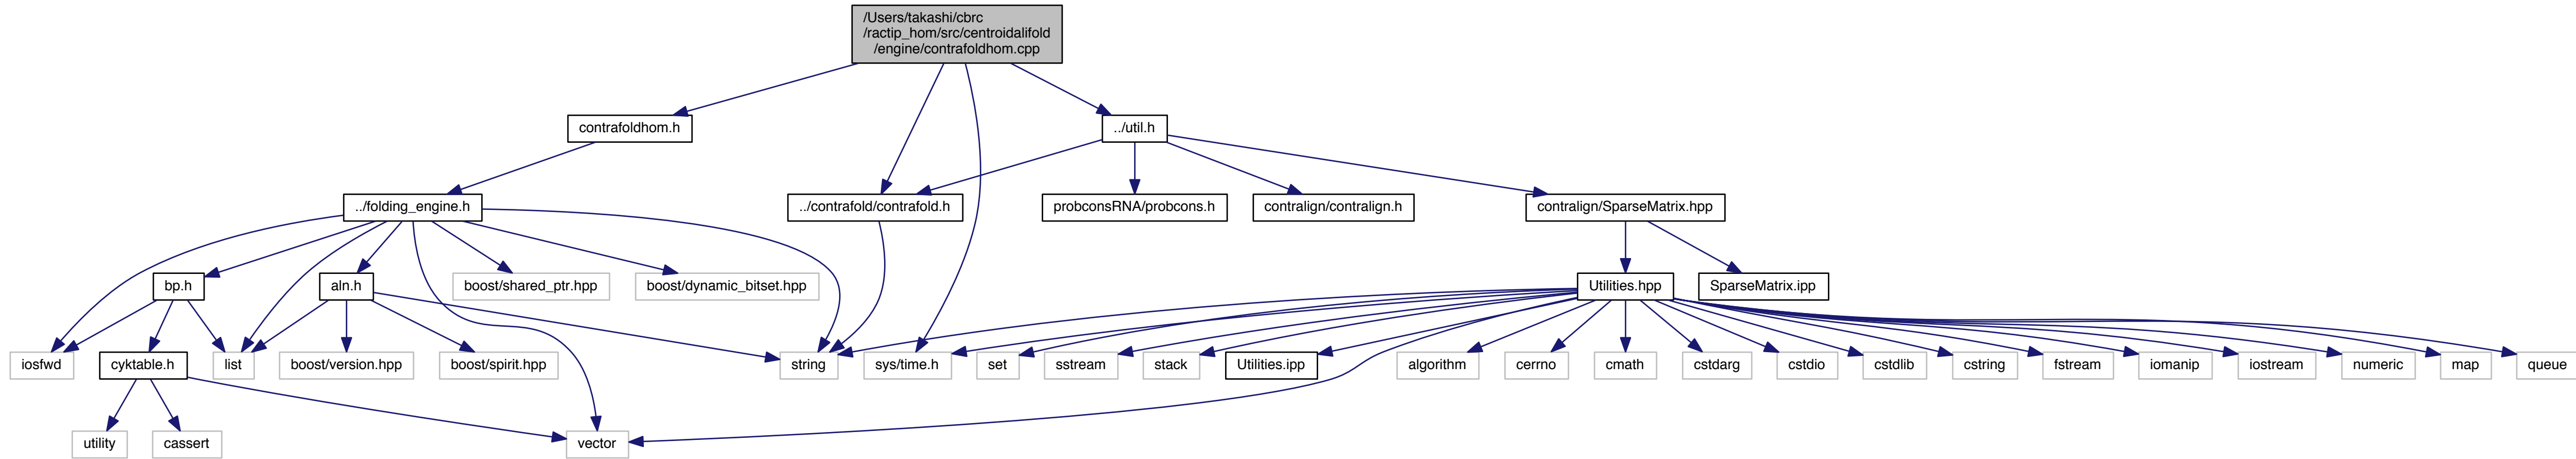 /Users/takashi/cbrc
/ractip_hom/src/centroidalifold
/engine/contrafoldhom.cpp
contrafoldhom.h
../util.h
../folding_engine.h
../contrafold/contrafold.h
probconsRNA/probcons.h
contralign/contralign.h
contralign/SparseMatrix.hpp
bp.h
aln.h
boost/shared_ptr.hpp
boost/dynamic_bitset.hpp
Utilities.hpp
SparseMatrix.ipp
iosfwd
cyktable.h
list
boost/version.hpp
boost/spirit.hpp
string
sys/time.h
set
sstream
stack
Utilities.ipp
algorithm
cerrno
cmath
cstdarg
cstdio
cstdlib
cstring
fstream
iomanip
iostream
numeric
map
queue
utility
cassert
vector